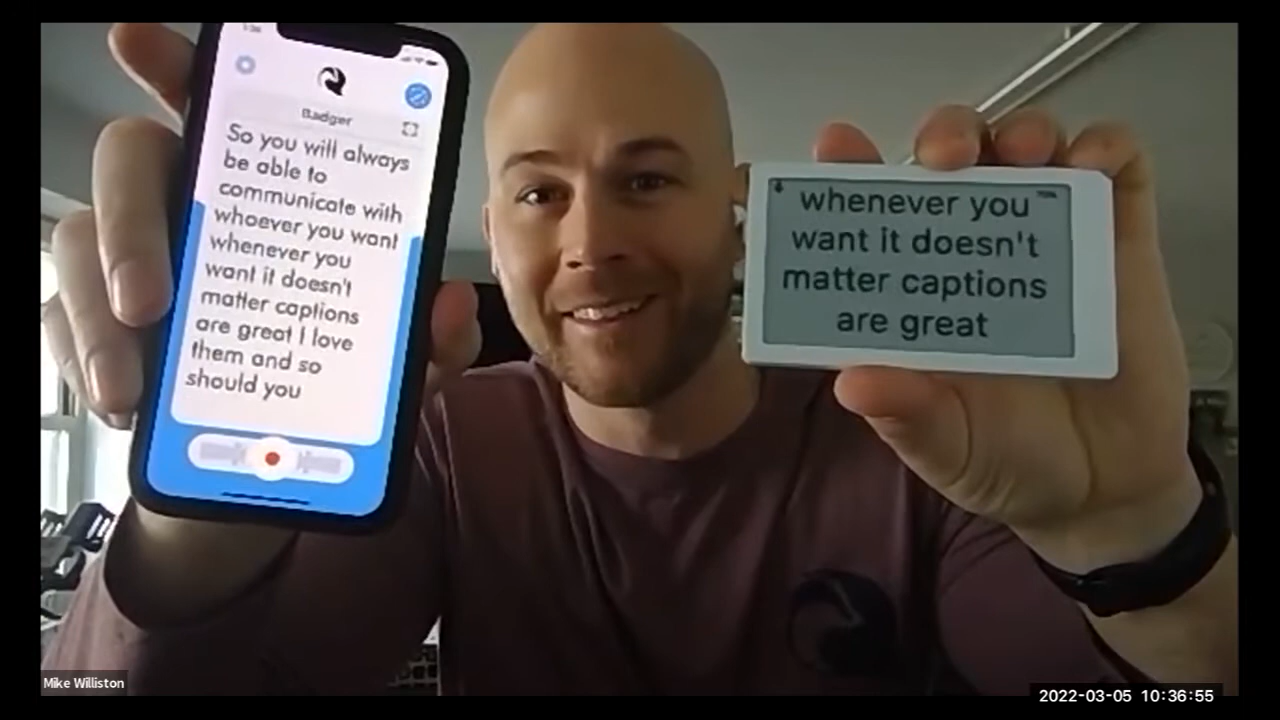 Badger
So you will always
be able to
communicate with
whoever you want
whenever you
want it doesn't
matter captions
are great I love
them and so
should you
whenever you
want it doesn't
matter captions
are great
Mike Williston
2022-03-05 10:36:55